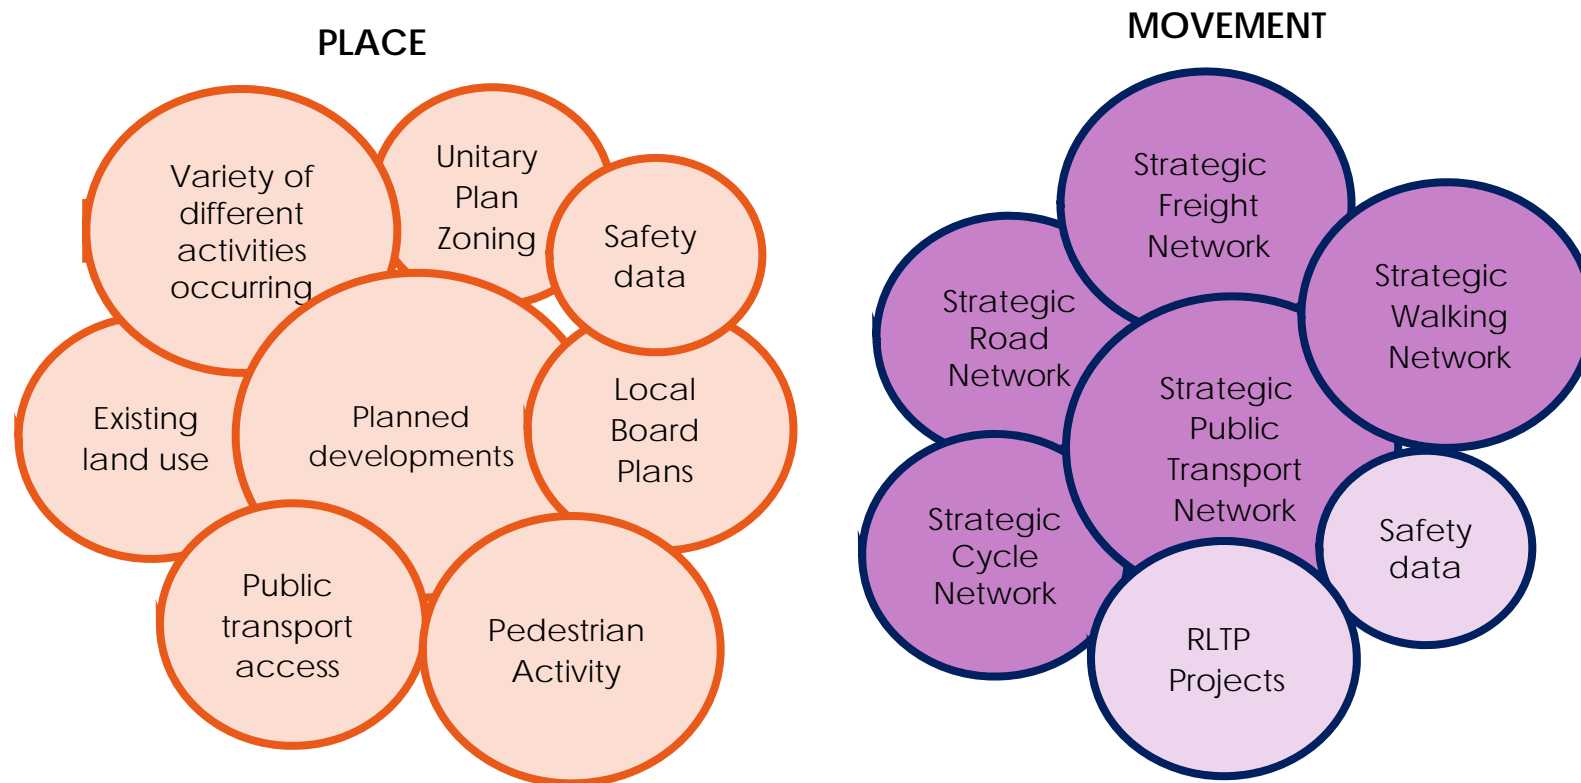 PLACE
Variety of
different
activities
occurring
Unitary
Plan
Zoning
Safety
data
Existing
land use
Planned
developments
Local
Board
Plans
Public
transport
access
Pedestrian
Activity
MOVEMENT
Strategic
Freight
Network
Strategic
Road
Network
Strategic
Walking
Network
Strategic
Public
Transport
Network
Strategic
Cycle
Network
Safety
data
RLTP
Projects